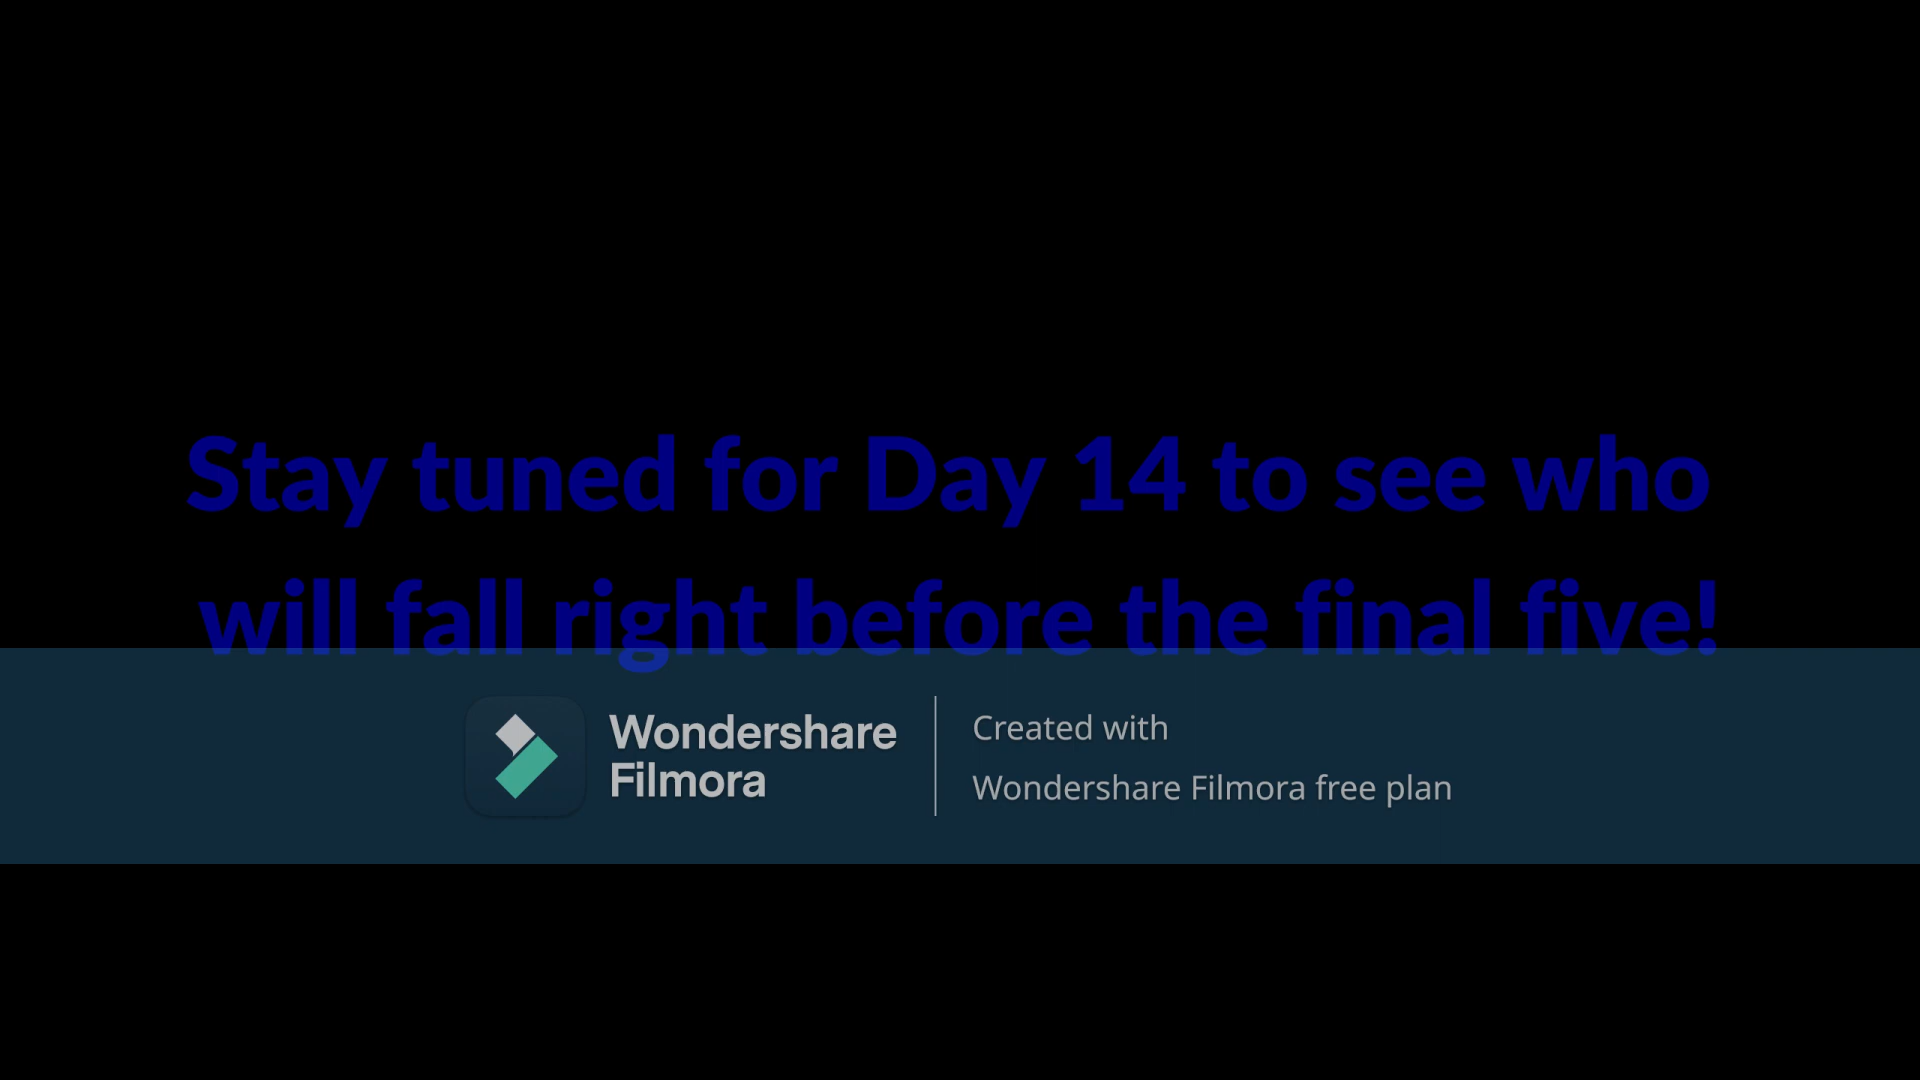 Stay tuned for Day 14 to see who
will fall right before the final five!
Wondershare
Filmora
Created with
Wondershare Filmora free plan